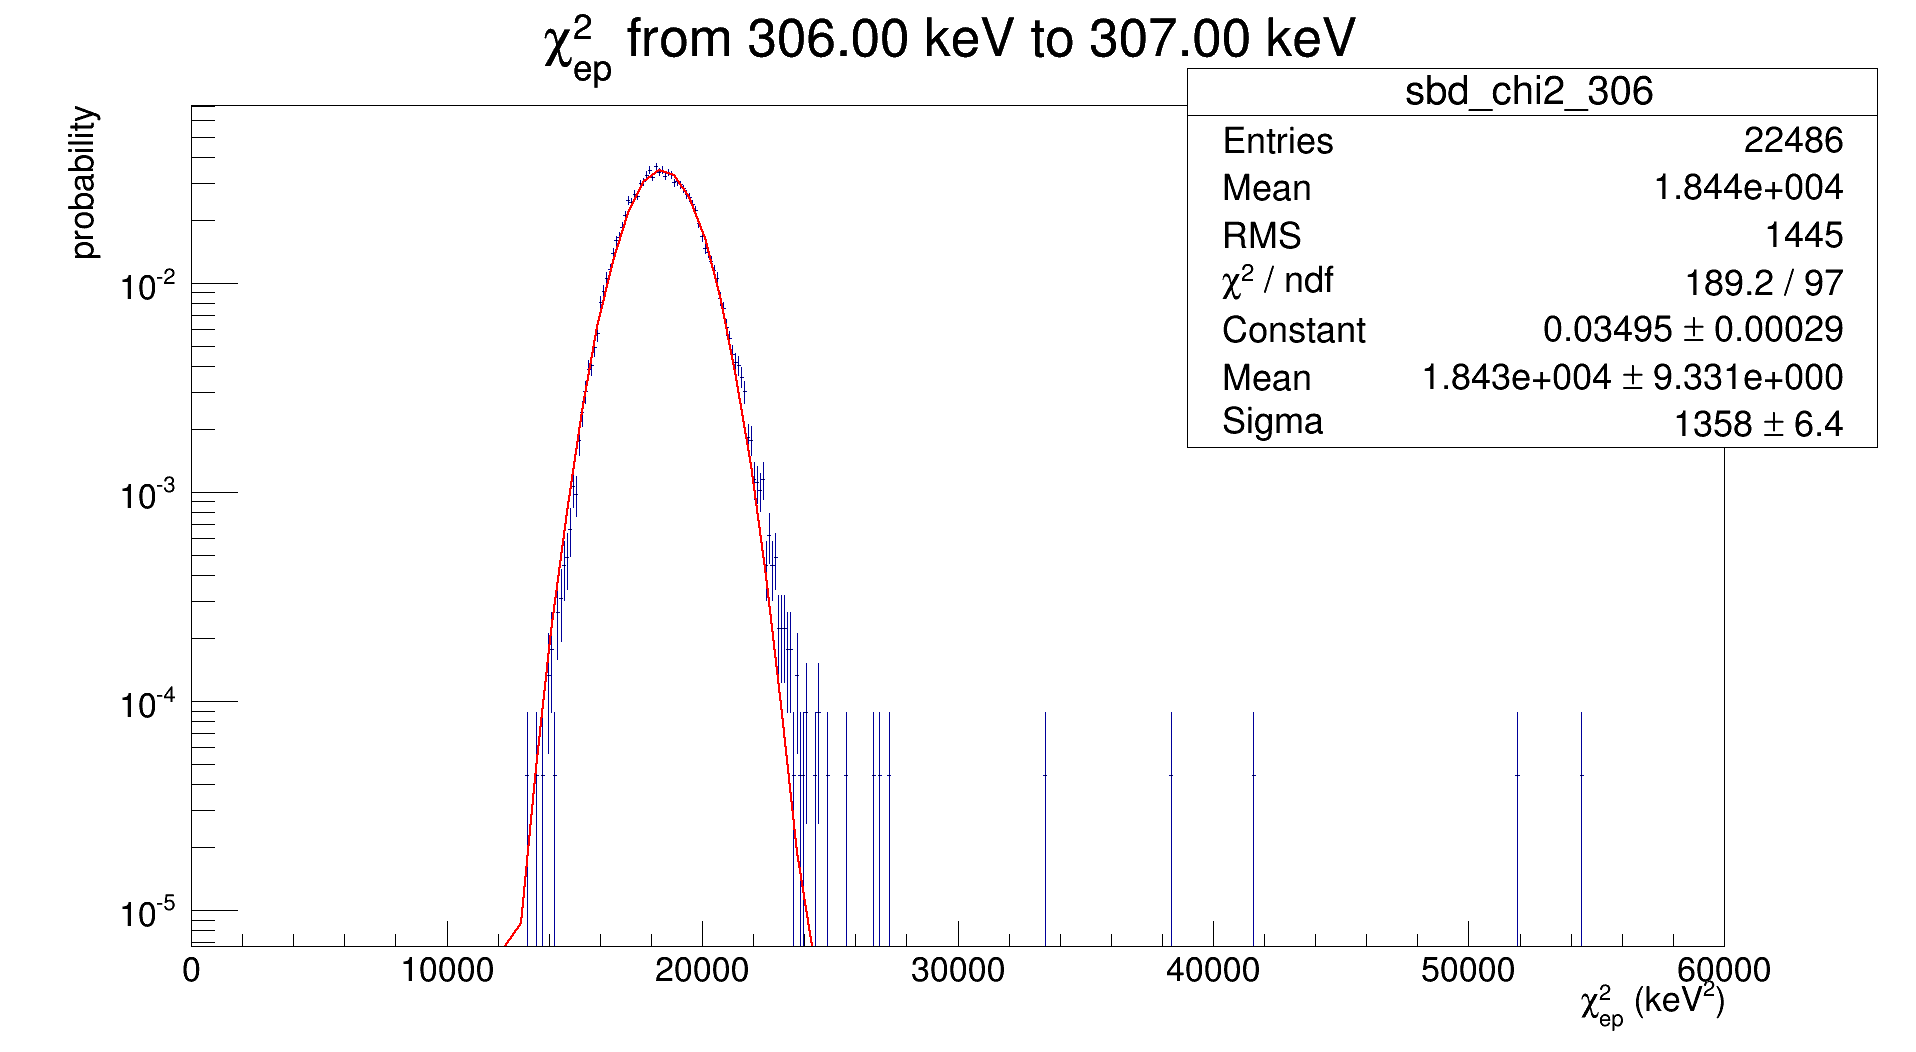 χ²ep from 306.00 keV to 307.00 keV
sbd_chi2_306
Entries 22486
Mean 1.844e+004
RMS 1445
χ² / ndf 189.2 / 97
Constant 0.03495 ± 0.00029
Mean 1.843e+004 ± 9.331e+000
Sigma 1358 ± 6.4
probability
10⁻²
10⁻³
10⁻⁴
10⁻⁵
0 10000 20000 30000 40000 50000 60000
χ²ep (keV²)